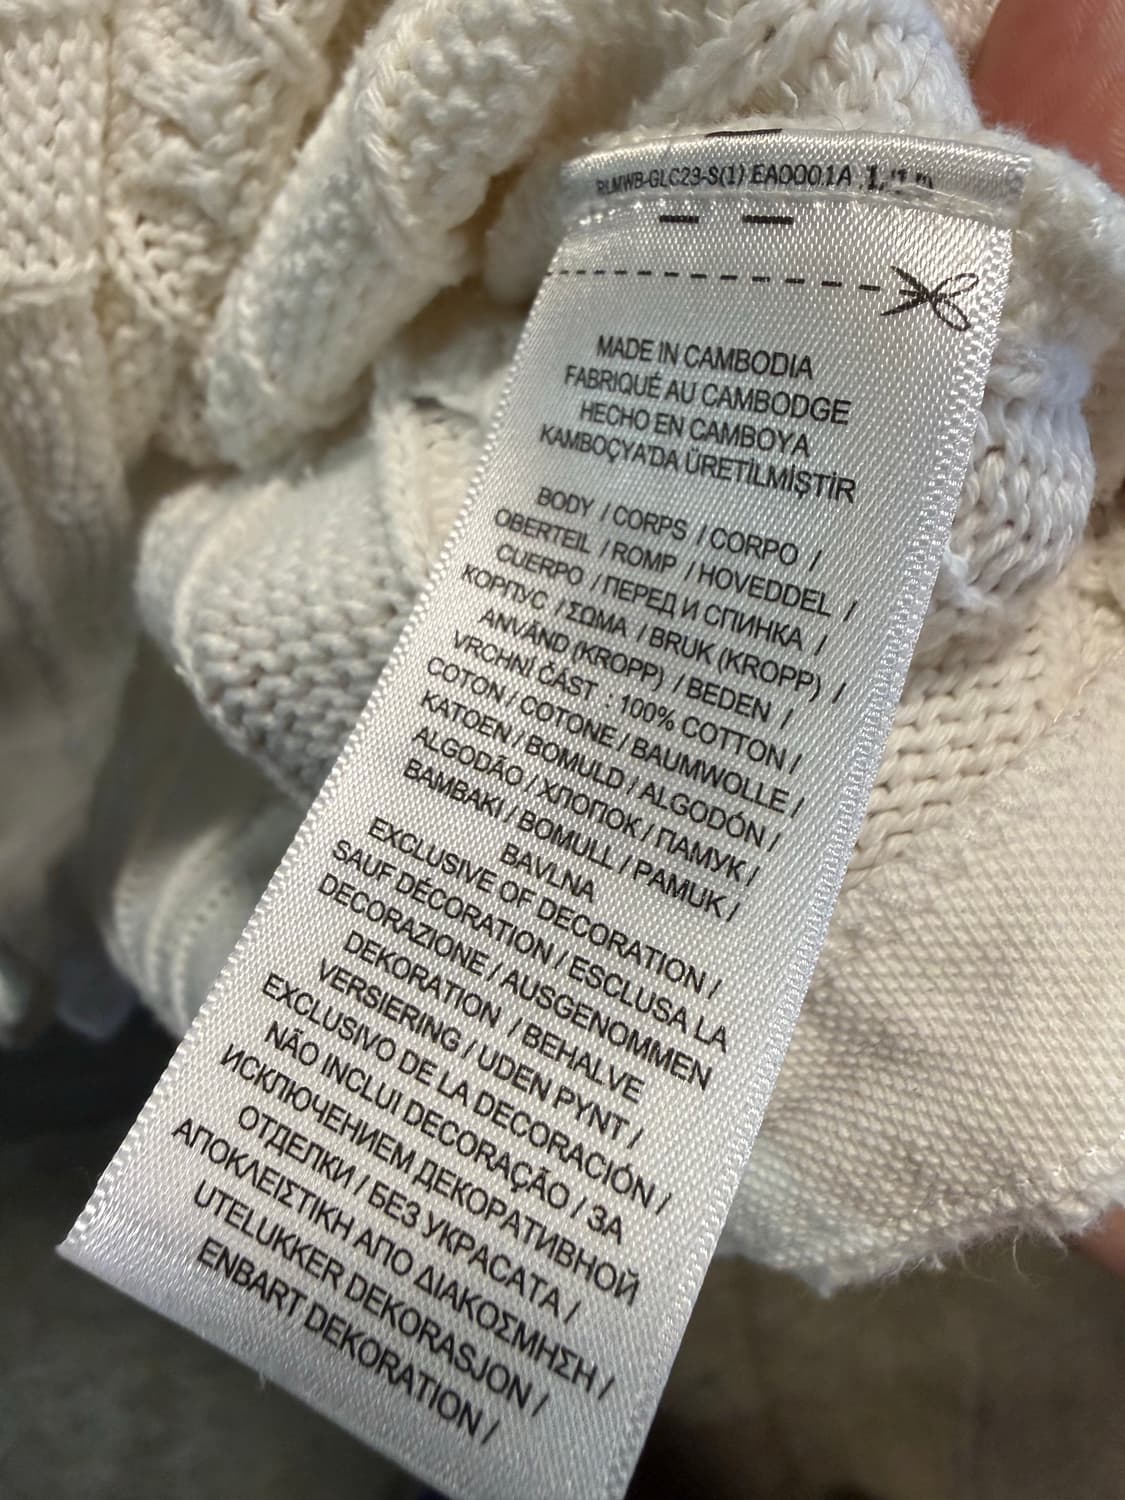 RLMWB-GLC23-S(1) EA0001A
MADE IN CAMBODIA
FABRIQUÉ AU CAMBODGE
HECHO EN CAMBOYA
KAMBOÇYA'DA ÜRETİLMİŞTİR
BODY / CORPS / CORPO /
OBERTEIL / ROMP / HOVEDDEL /
CUERPO / ПЕРЕД И СПИНКА /
КОРПУС / ΣΩΜΑ / BRUK (KROPP) /
ANVÄND (KROPP) / BEDEN /
VRCHNÍ ČÁST : 100% COTTON /
COTON / COTONE / BAUMWOLLE /
KATOEN / BOMULD / ALGODÓN /
ALGODÃO / ХЛОПОК / ПАМУК /
BAMBAKI / BOMULL / PAMUK /
BAVLNA
EXCLUSIVE OF DECORATION /
SAUF DÉCORATION / ESCLUSA LA
DECORAZIONE / AUSGENOMMEN
DEKORATION / BEHALVE
VERSIERING / UDEN PYNT /
EXCLUSIVO DE LA DECORACIÓN /
NÃO INCLUI DECORAÇÃO / ЗА
ИСКЛЮЧЕНИЕМ ДЕКОРАТИВНОЙ
ОТДЕЛКИ / БЕЗ УКРАСАТА /
ΑΠΟΚΛΕΙΣΤΙΚΗ ΑΠΟ ΔΙΑΚΟΣΜΗΣΗ /
UTELUKKER DEKORASJON /
ENBART DEKORATION /